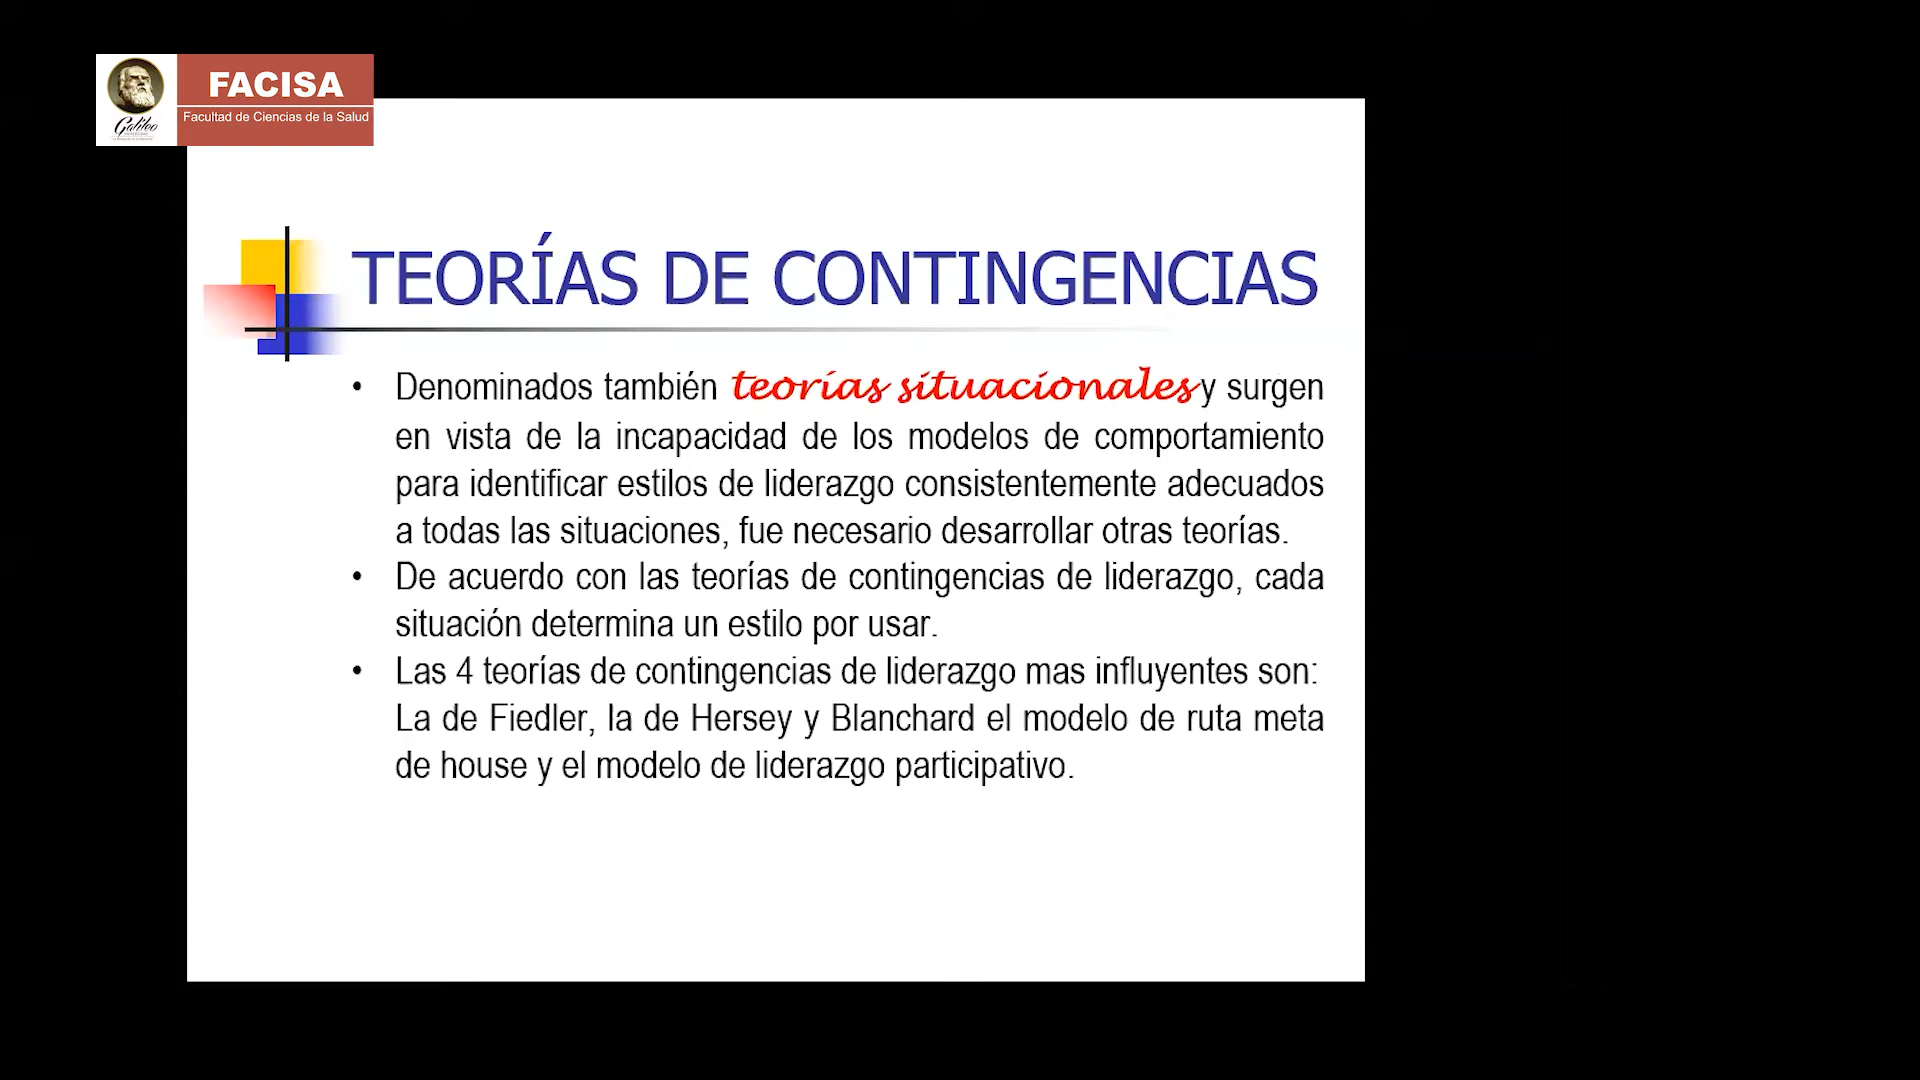 FACISA
Facultad de Ciencias de la Salud
Galileo
TEORÍAS DE CONTINGENCIAS
• Denominados también teorías situacionales y surgen
en vista de la incapacidad de los modelos de comportamiento
para identificar estilos de liderazgo consistentemente adecuados
a todas las situaciones, fue necesario desarrollar otras teorías.
• De acuerdo con las teorías de contingencias de liderazgo, cada
situación determina un estilo por usar.
• Las 4 teorías de contingencias de liderazgo mas influyentes son:
La de Fiedler, la de Hersey y Blanchard el modelo de ruta meta
de house y el modelo de liderazgo participativo.